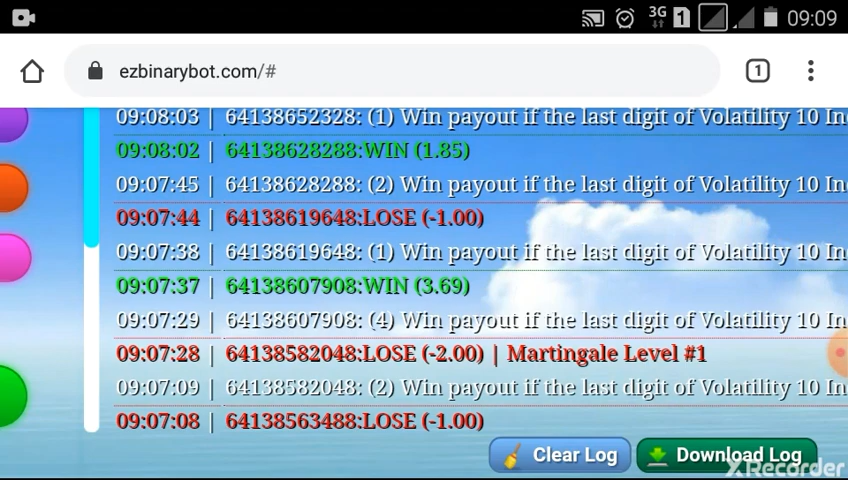 3G 1 09:09
ezbinarybot.com/# 1
09:08:03 | 64138652328: (1) Win payout if the last digit of Volatility 10 In
09:08:02 | 64138628288:WIN (1.85)
09:07:45 | 64138628288: (2) Win payout if the last digit of Volatility 10 In
09:07:44 | 64138619648:LOSE (-1.00)
09:07:38 | 64138619648: (1) Win payout if the last digit of Volatility 10 In
09:07:37 | 64138607908:WIN (3.69)
09:07:29 | 64138607908: (4) Win payout if the last digit of Volatility 10 In
09:07:28 | 64138582048:LOSE (-2.00) | Martingale Level #1
09:07:09 | 64138582048: (2) Win payout if the last digit of Volatility 10 In
09:07:08 | 64138563488:LOSE (-1.00)
Clear Log Download Log
XRecorder